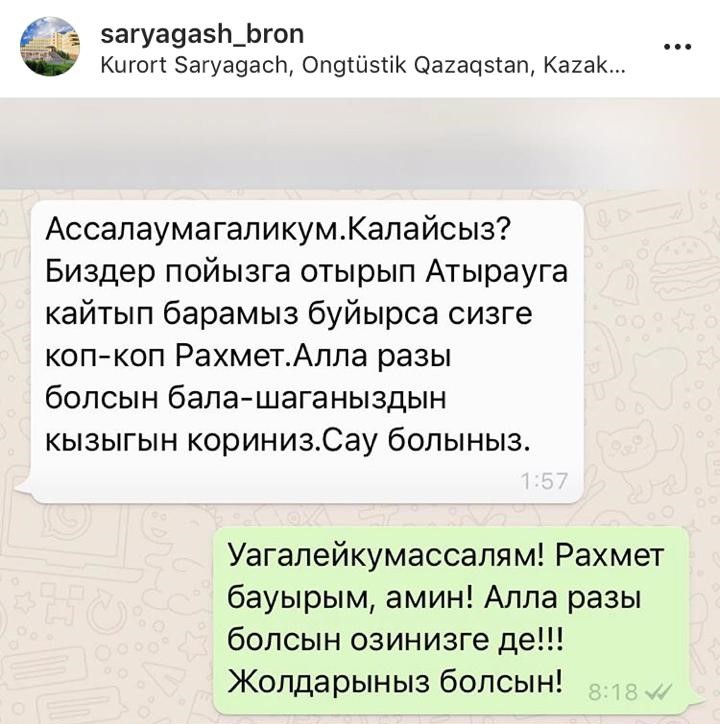 saryagash_bron
Kurort Saryagach, Ongtüstik Qazaqstan, Kazak...
Ассалаумагаликум.Калайсыз?
Биздер пойызга отырып Атырауга
кайтып барамыз буйырса сизге
коп-коп Рахмет.Алла разы
болсын бала-шаганыздын
кызыгын кориниз.Сау болыныз.
1:57
Уагалейкумассалям! Рахмет
бауырым, амин! Алла разы
болсын озинизге де!!!
Жолдарыныз болсын!
8:18